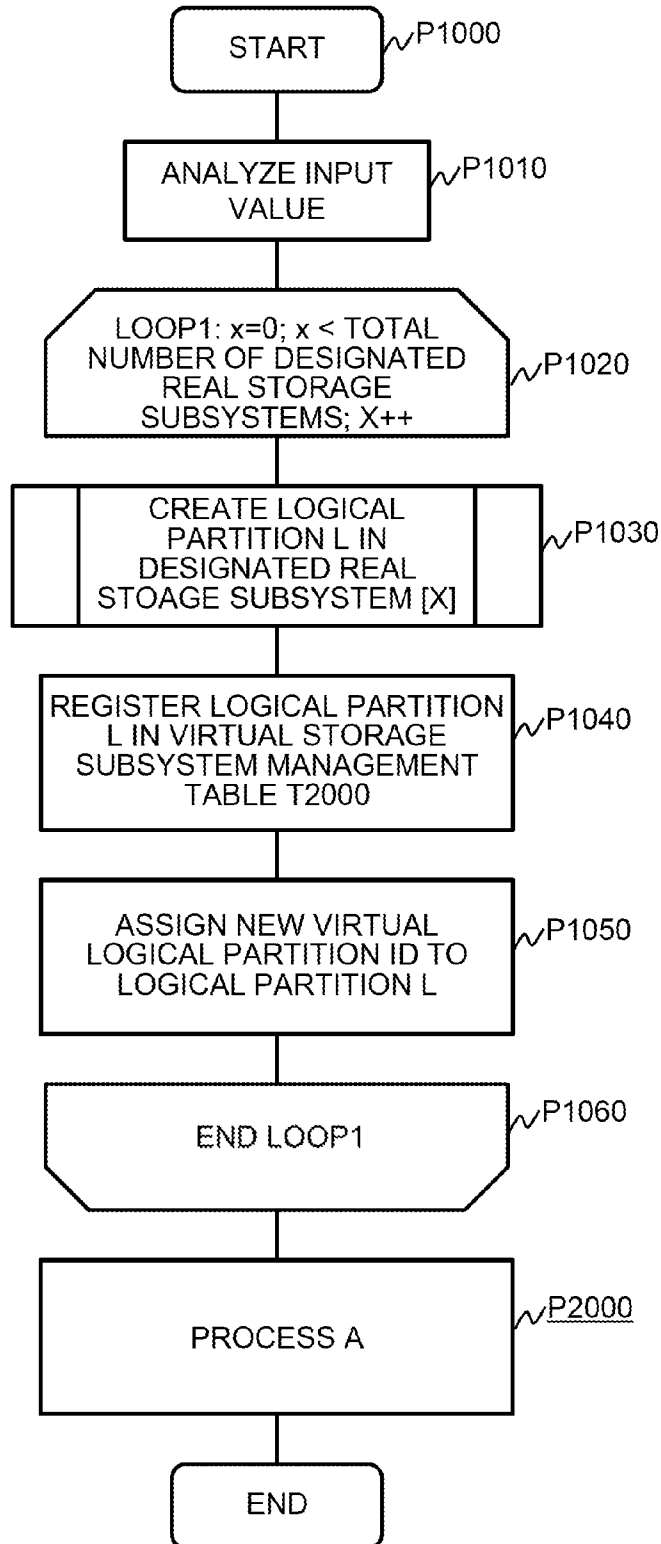 START
P1000
ANALYZE INPUT
VALUE
P1010
LOOP1: x=0; x < TOTAL
NUMBER OF DESIGNATED
REAL STORAGE
SUBSYSTEMS; X++
P1020
CREATE LOGICAL
PARTITION L IN
DESIGNATED REAL
STOAGE SUBSYSTEM [X]
P1030
REGISTER LOGICAL PARTITION
L IN VIRTUAL STORAGE
SUBSYSTEM MANAGEMENT
TABLE T2000
P1040
ASSIGN NEW VIRTUAL
LOGICAL PARTITION ID TO
LOGICAL PARTITION L
P1050
END LOOP1
P1060
PROCESS A
P2000
END